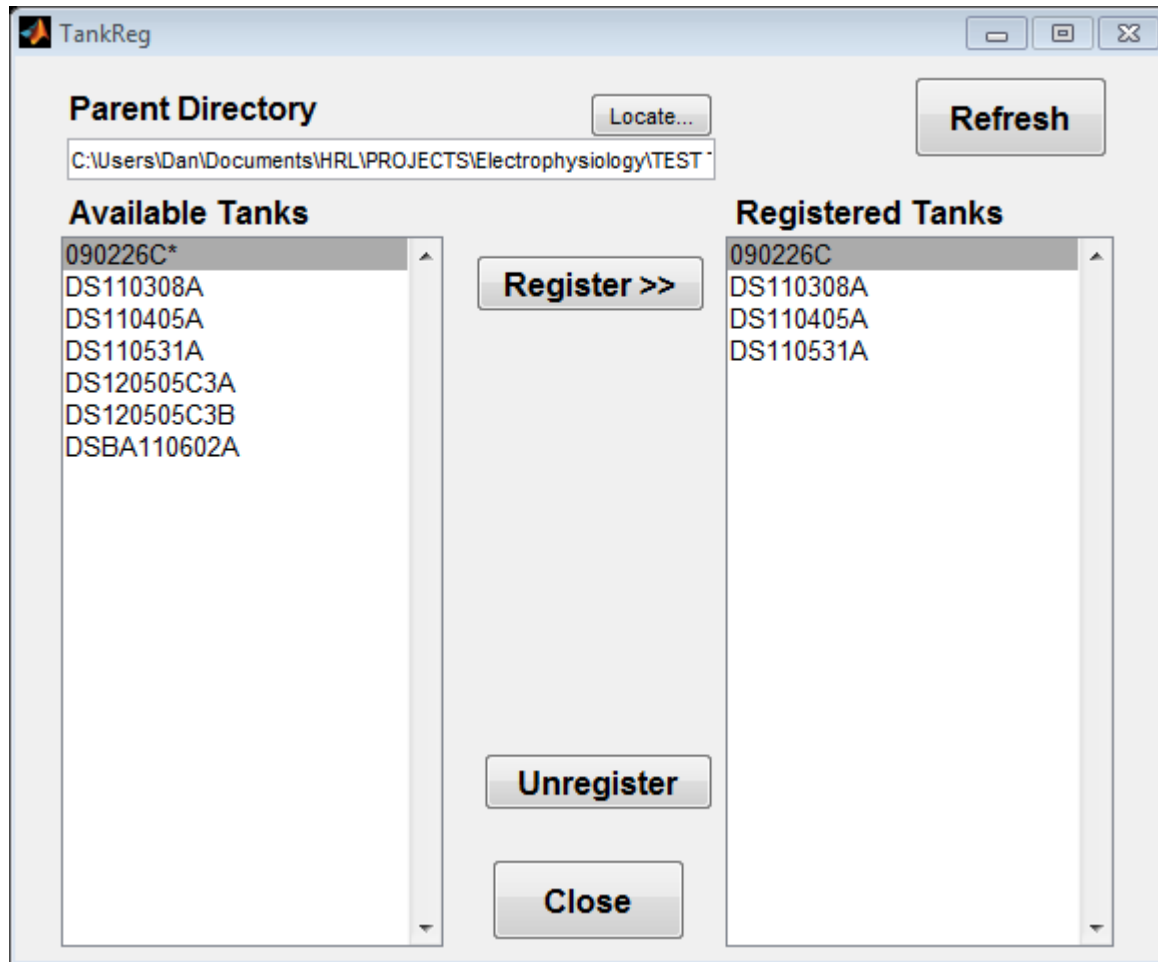 TankReg
Parent Directory
Locate...
Refresh
C:\Users\Dan\Documents\HRL\PROJECTS\Electrophysiology\TEST
Available Tanks
Registered Tanks
090226C*
DS110308A
DS110405A
DS110531A
DS120505C3A
DS120505C3B
DSBA110602A
Register >>
Unregister
Close
090226C
DS110308A
DS110405A
DS110531A